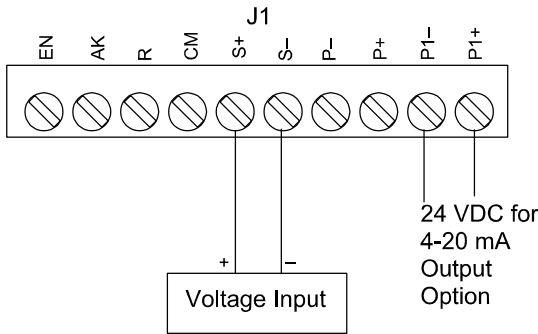 J1
EN AK R CM S+ S– P– P+ P1– P1+
24 VDC for
4-20 mA
Output
Option
+ –
Voltage Input